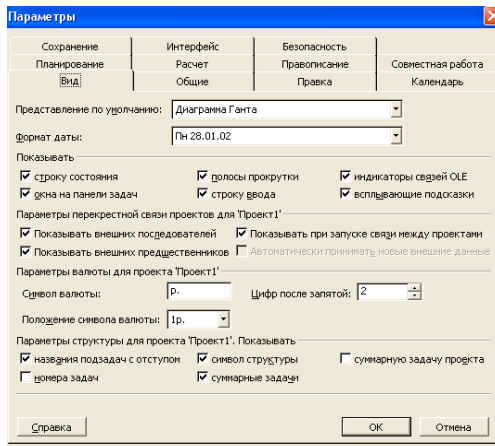 Параметры
Сохранение Интерфейс Безопасность
Планирование Расчет Правописание Совместная работа
Вид Общие Правка Календарь
Представление по умолчанию: Диаграмма Ганта
Формат даты: Пн 28.01.02
Показывать
строку состояния полосы прокрутки индикаторы связей OLE
окна на панели задач строку ввода всплывающие подсказки
Параметры перекрестной связи проектов для 'Проект1'
Показывать внешних последователей Показывать при запуске связи между проектами
Показывать внешних предшественников Автоматически принимать новые внешние данные
Параметры валюты для проекта 'Проект1'
Символ валюты: р. Цифр после запятой: 2
Положение символа валюты: 1р.
Параметры структуры для проекта 'Проект1'. Показывать
названия подзадач с отступом символ структуры суммарную задачу проекта
номера задач суммарные задачи
Справка ОК Отмена